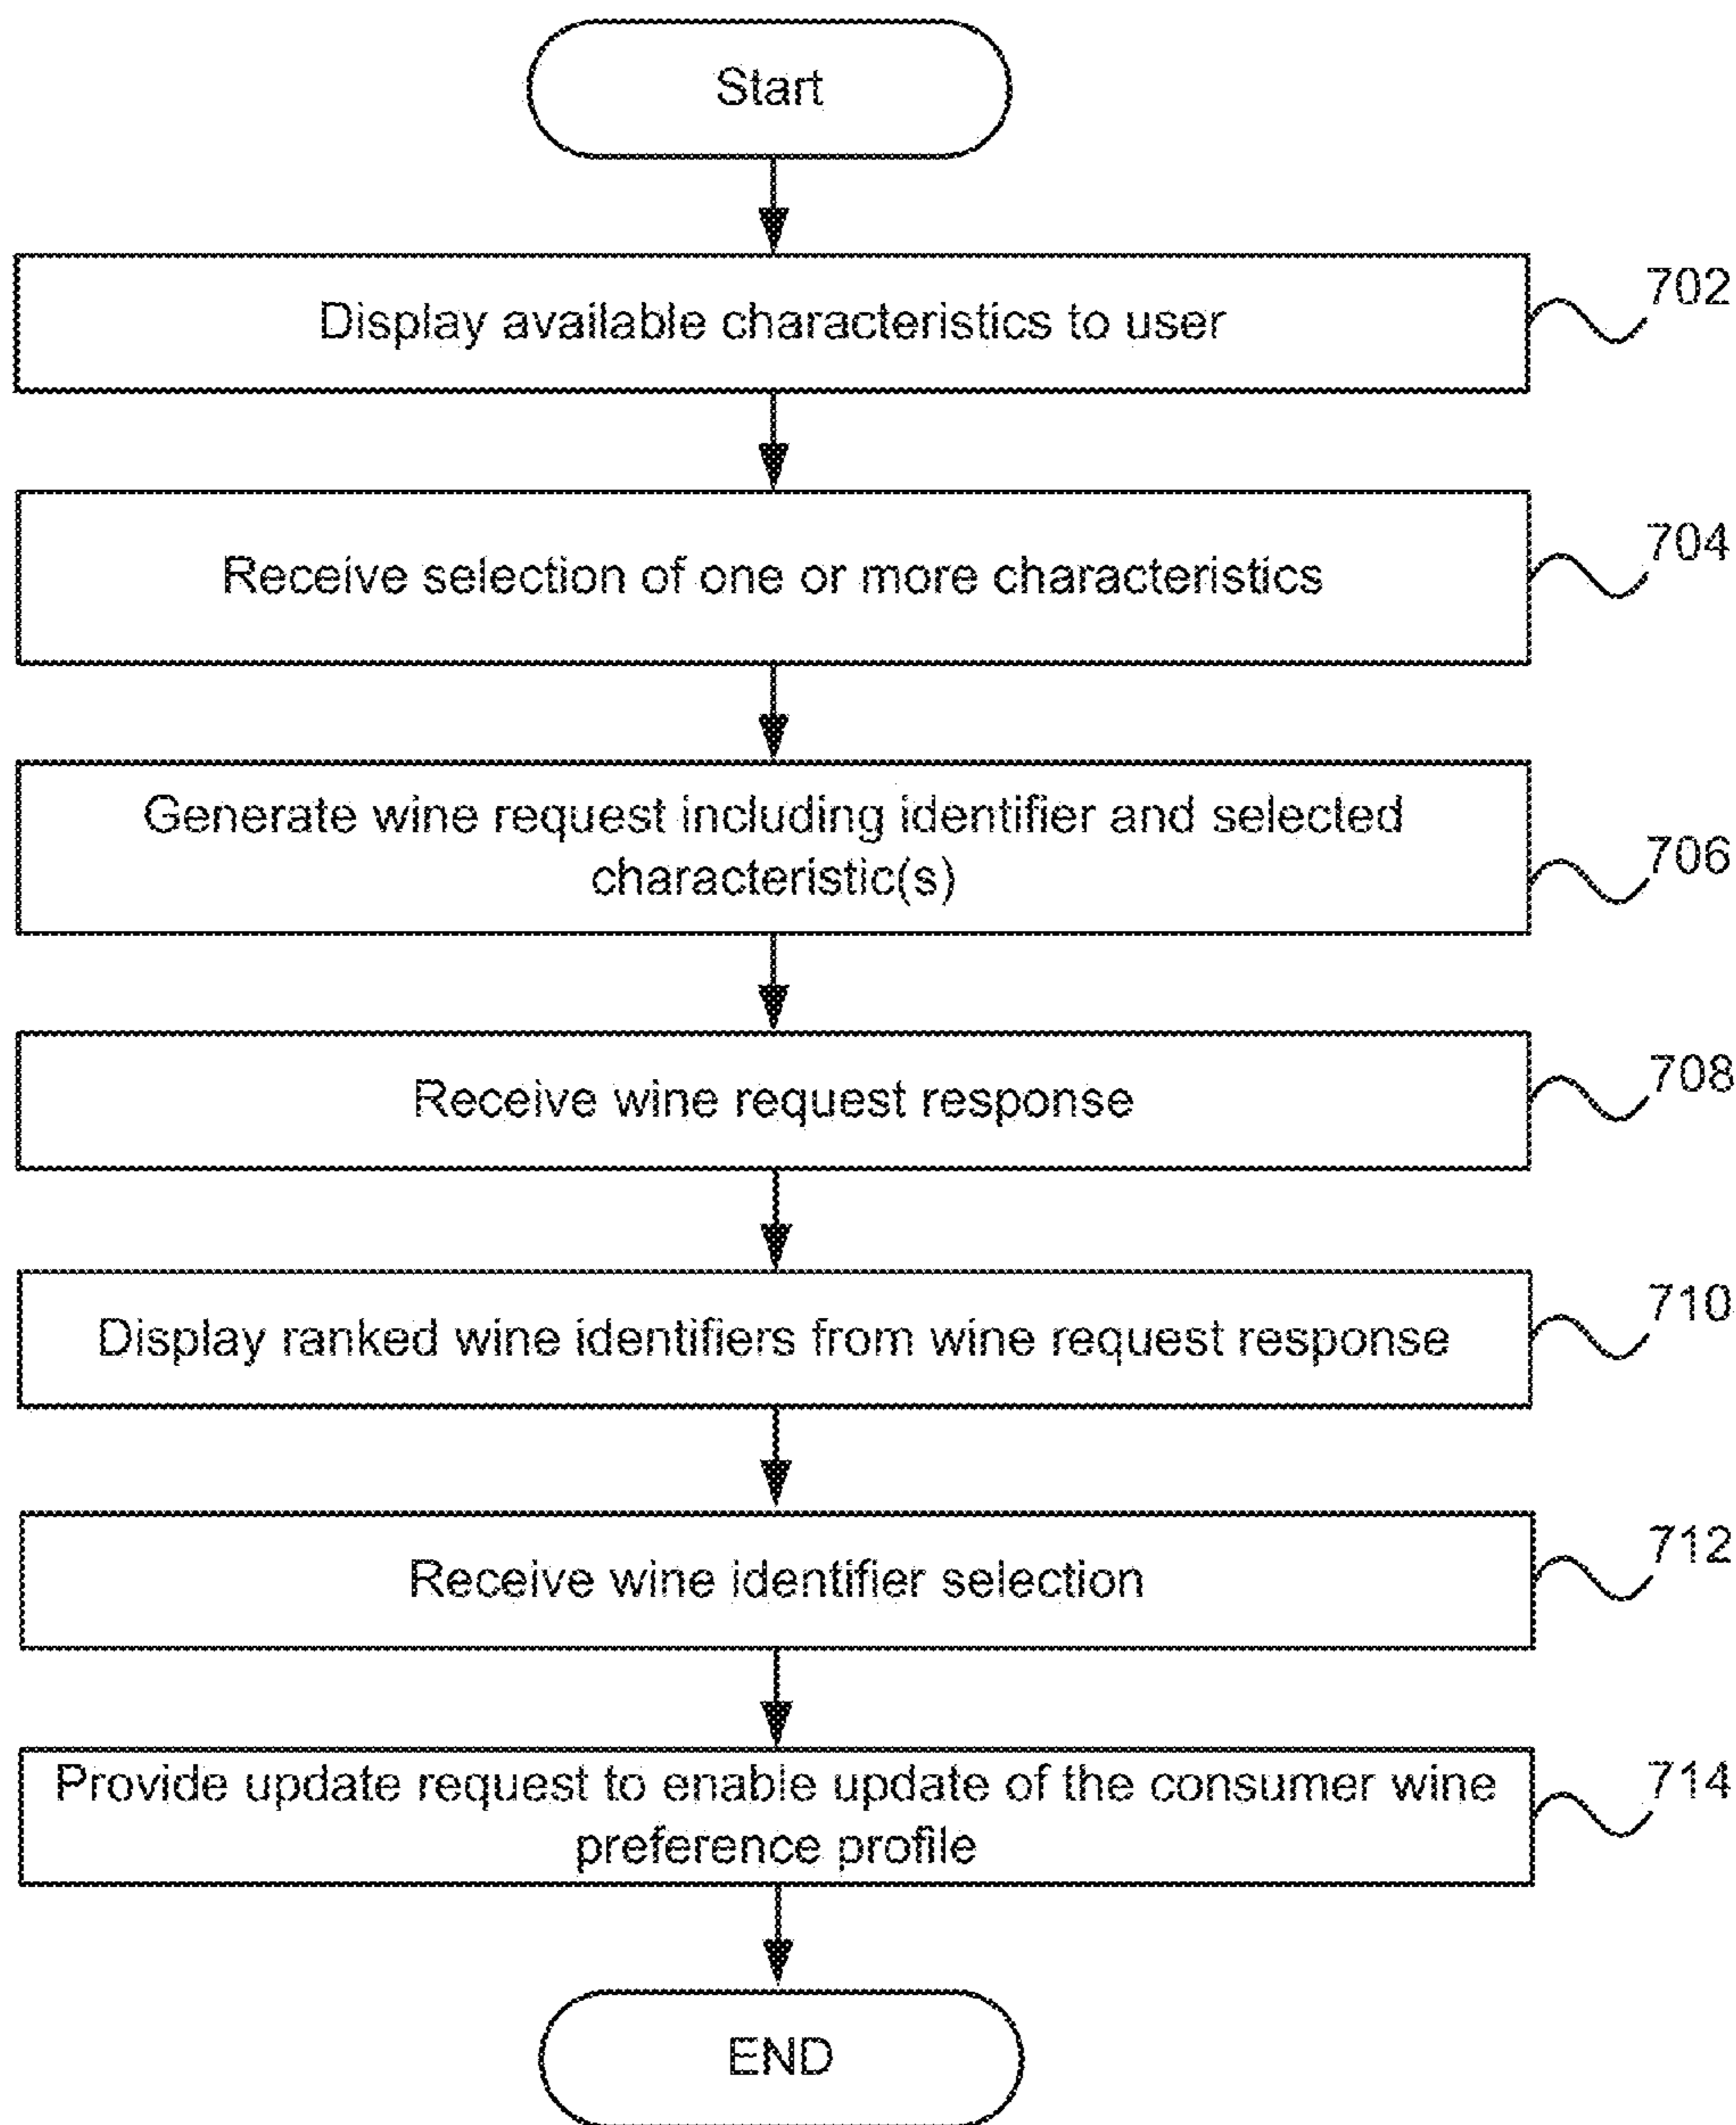 Start
Display available characteristics to user
702
Receive selection of one or more characteristics
704
Generate wine request including identifier and selected
characteristic(s)
706
Receive wine request response
708
Display ranked wine identifiers from wine request response
710
Receive wine identifier selection
712
Provide update request to enable update of the consumer wine
preference profile
714
END